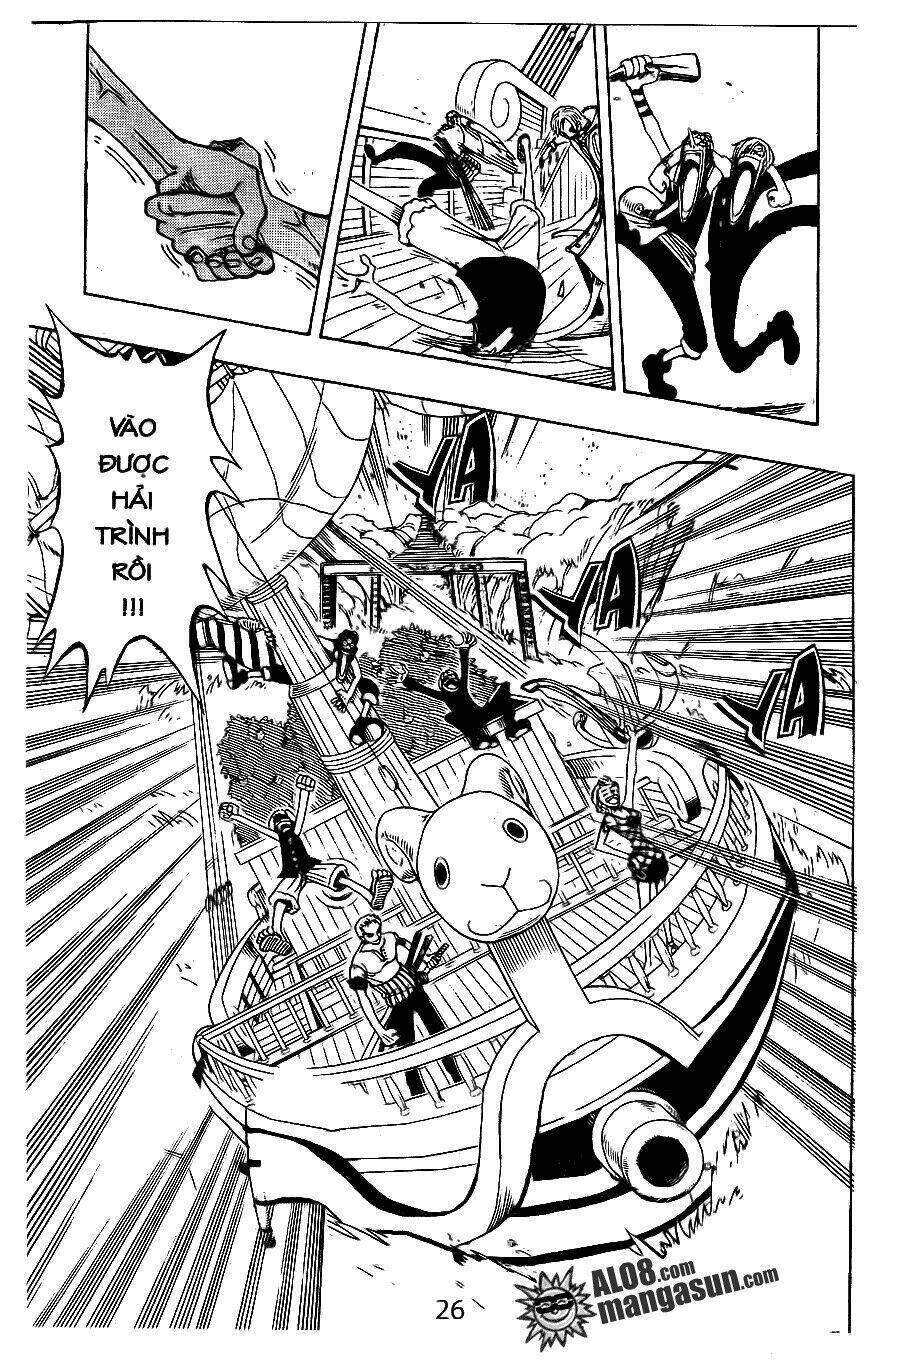 VÀO
ĐƯỢC
HẢI
TRÌNH
RỒI
!!!
YA
YA
YA
26
ALO8.com
mangasun.com